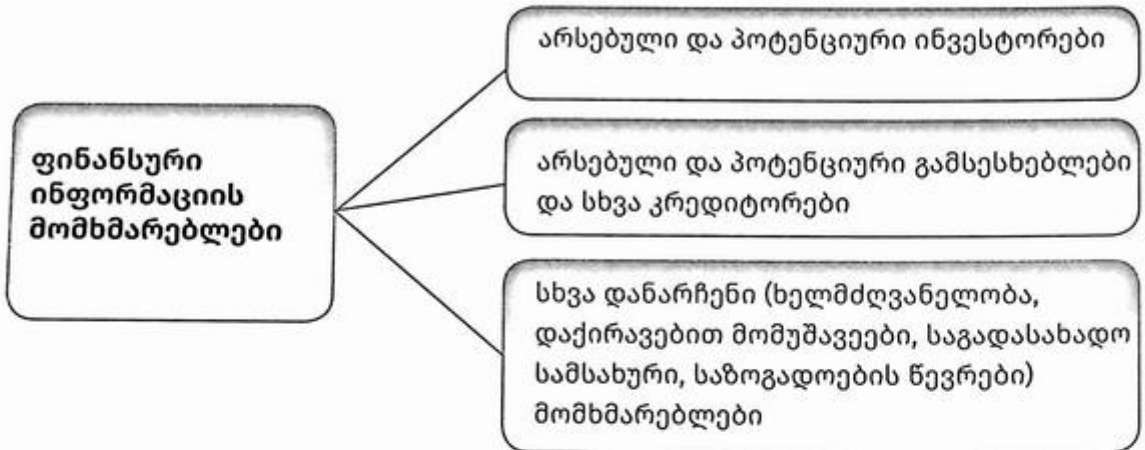 ფინანსური
ინფორმაციის
მომხმარებლები
არსებული და პოტენციური ინვესტორები
არსებული და პოტენციური გამსესხებლები
და სხვა კრედიტორები
სხვა დანარჩენი (ხელმძღვანელობა,
დაქირავებით მომუშავეები, საგადასახადო
სამსახური, საზოგადოების წევრები)
მომხმარებლები